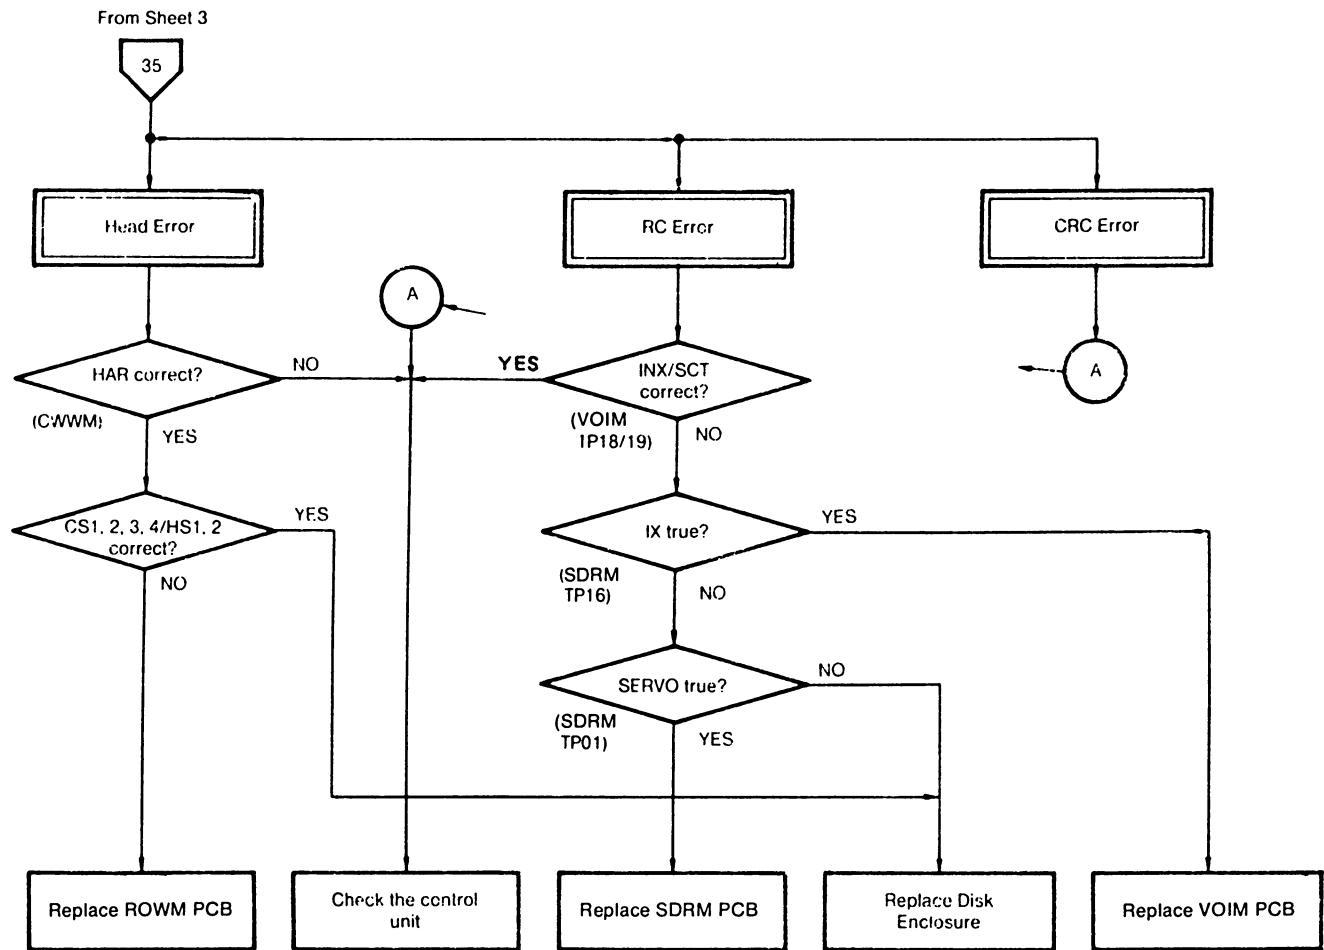 From Sheet 3
35
Head Error
RC Error
CRC Error
A
HAR correct?
NO
YES
INX/SCT
correct?
A
(CWWM)
YES
(VOIM
TP18/19)
NO
CS1, 2, 3, 4/HS1, 2
correct?
YES
IX true?
YES
NO
(SDRM
TP16)
NO
SERVO true?
NO
(SDRM
TP01)
YES
Replace ROWM PCB
Check the control
unit
Replace SDRM PCB
Replace Disk
Enclosure
Replace VOIM PCB